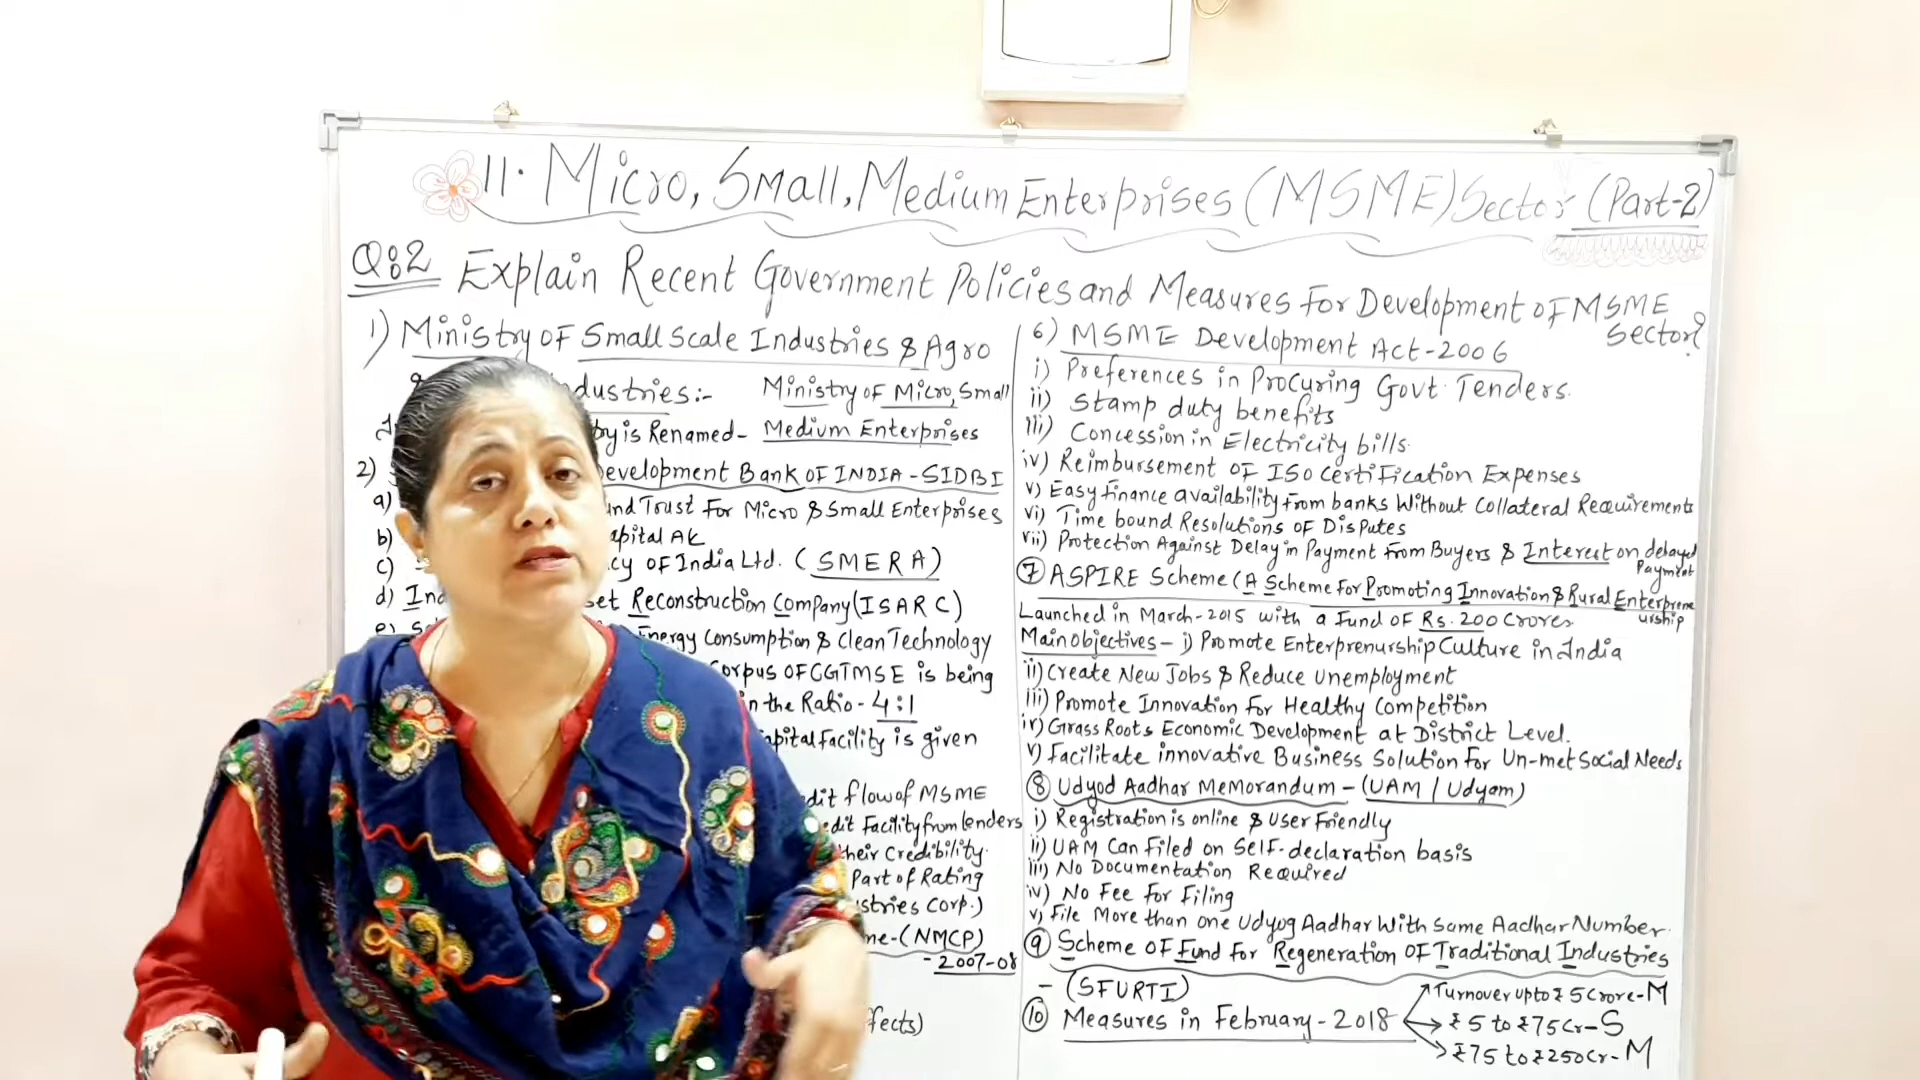 11. Micro, Small, Medium Enterprises (MSME) Sector (Part-2)
Q:2 Explain Recent Government Policies and Measures For Development of MSME
Sector?
1) Ministry of Small Scale Industries & Agro
dustries:- Ministry of Micro, Small
by is Renamed- Medium Enterprises
2) evelopment Bank of INDIA - SIDBI
a) und Trust For Micro & Small Enterprises
b) apital A/c
c) cy of India Ltd. (SMERA)
d) Ind set Reconstruction Company (ISARC)
e) Energy Consumption & Clean Technology
Corpus OF CGTMSE is being
in the Ratio - 4:1
apital Facility is given
dit flow of MSME
edit Facility from lenders
their Credibility.
Part of Rating
stries Corp.)
me-(NMCP)
- 2007-08
ffects)
6) MSME Development Act-2006
i) Preferences in Procuring Govt. Tenders.
ii) Stamp duty benefits
iii) Concession in Electricity bills.
iv) Reimbursement OF ISO Certification Expenses
v) Easy finance availability from banks Without Collateral Requirements
vi) Time bound Resolutions OF Disputes
vii) Protection Against Delay in Payment From Buyers & Interest on delayed
Payment
7 ASPIRE Scheme (A Scheme for Promoting Innovation & Rural Enterprene
urship
Launched in March-2015 with a Fund OF Rs. 200 Crores
Main objectives - i) Promote Enterprenurship Culture in India
ii) Create New Jobs & Reduce Unemployment
iii) Promote Innovation For Healthy Competition
iv) Grass Roots Economic Development at District Level.
v) Facilitate innovative Business Solution For Un-met Social Needs
8 Udyod Aadhar Memorandum - (UAM / Udyam)
i) Registration is online & User Friendly
ii) UAM Can Filed on Self-declaration basis
iii) No Documentation Required
iv) No Fee For Filing
v) File More than one Udyog Aadhar With Same Aadhar Number.
9 Scheme OF Fund for Regeneration OF Traditional Industries
- (SFURTI)
10 Measures in February - 2018
Turnover upto ₹ 5 Crore - M
₹ 5 to ₹75 Cr - S
₹75 to ₹250 Cr - M